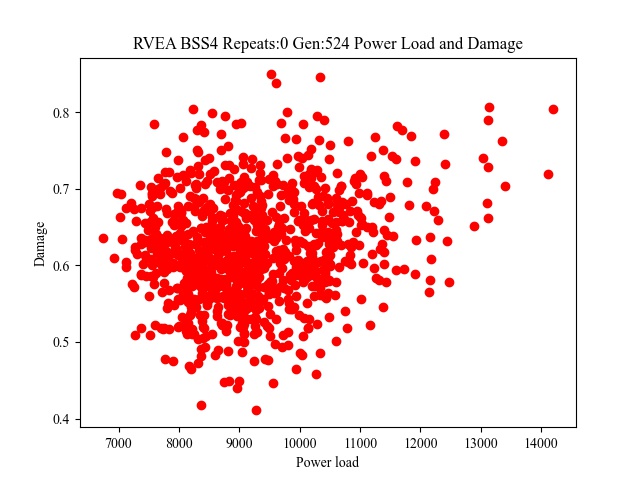 RVEA BSS4 Repeats:0 Gen:524 Power Load and Damage
0.8
0.7
0.6
0.5
0.4
Damage
7000 8000 9000 10000 11000 12000 13000 14000
Power load